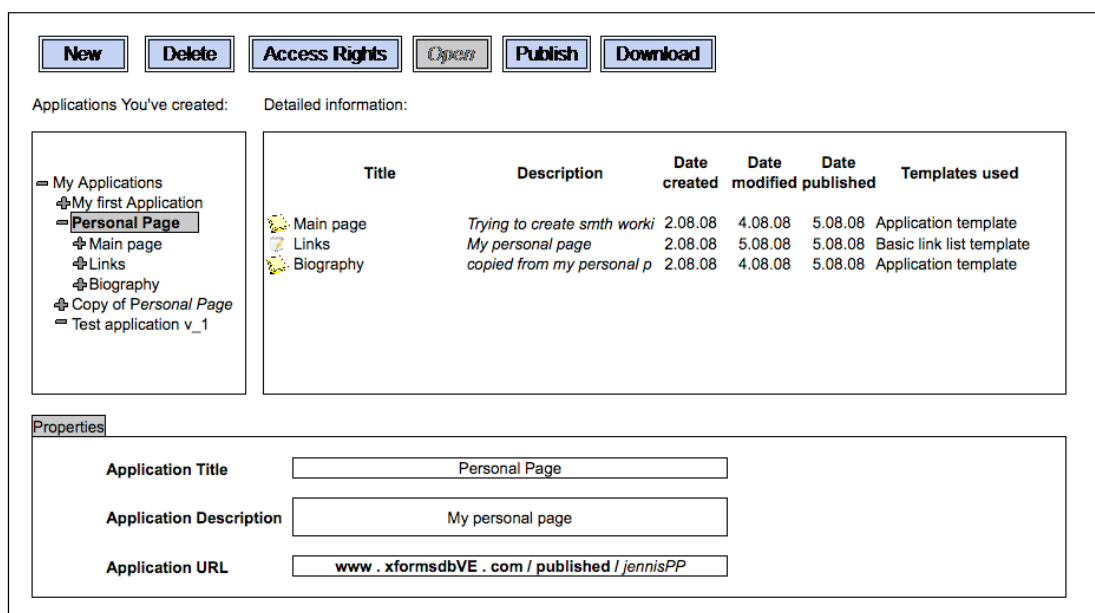 New Delete Access Rights Open Publish Download
Applications You've created: Detailed information:
My Applications
My first Application
Personal Page
Main page
Links
Biography
Copy of Personal Page
Test application v_1
Title Description Date created Date modified Date published Templates used
Main page Trying to create smth worki 2.08.08 4.08.08 5.08.08 Application template
Links My personal page 2.08.08 5.08.08 5.08.08 Basic link list template
Biography copied from my personal p 2.08.08 4.08.08 5.08.08 Application template
Properties
Application Title Personal Page
Application Description My personal page
Application URL www . xformsdbVE . com / published / jennisPP